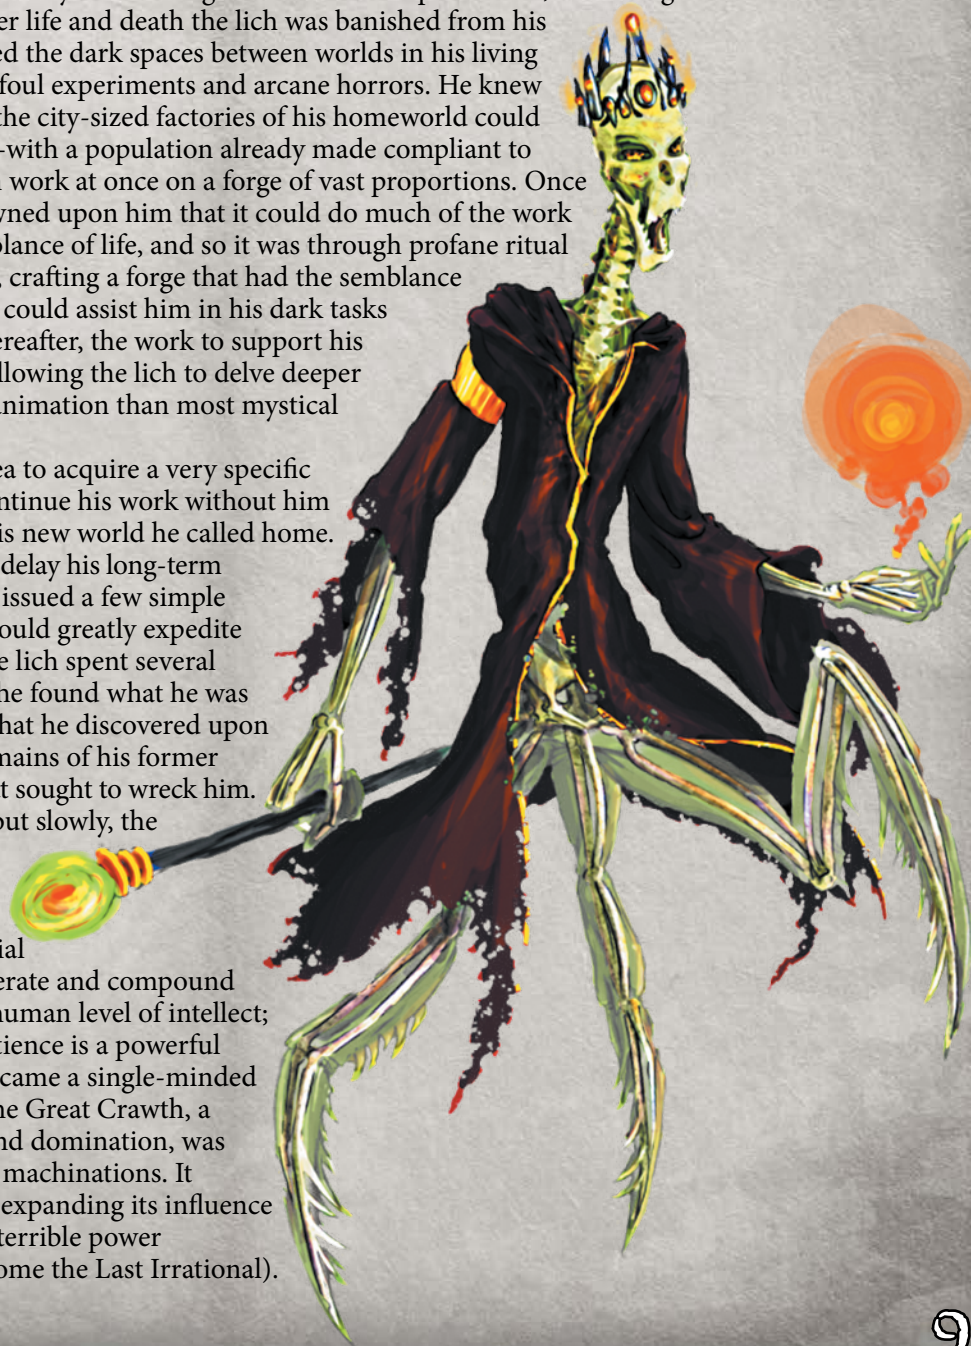 er life and death the lich was banished from his
ed the dark spaces between worlds in his living
foul experiments and arcane horrors. He knew
the city-sized factories of his homeworld could
-with a population already made compliant to
work at once on a forge of vast proportions. Once
wned upon him that it could do much of the work
blance of life, and so it was through profane ritual
, crafting a forge that had the semblance
could assist him in his dark tasks
ereafter, the work to support his
llowing the lich to delve deeper
animation than most mystical
ea to acquire a very specific
ntinue his work without him
is new world he called home.
delay his long-term
issued a few simple
ould greatly expedite
e lich spent several
he found what he was
hat he discovered upon
mains of his former
t sought to wreck him.
out slowly, the
ial
erate and compound
human level of intellect;
tience is a powerful
came a single-minded
he Great Crawth, a
nd domination, was
machinations. It
expanding its influence
terrible power
ome the Last Irrational).
9